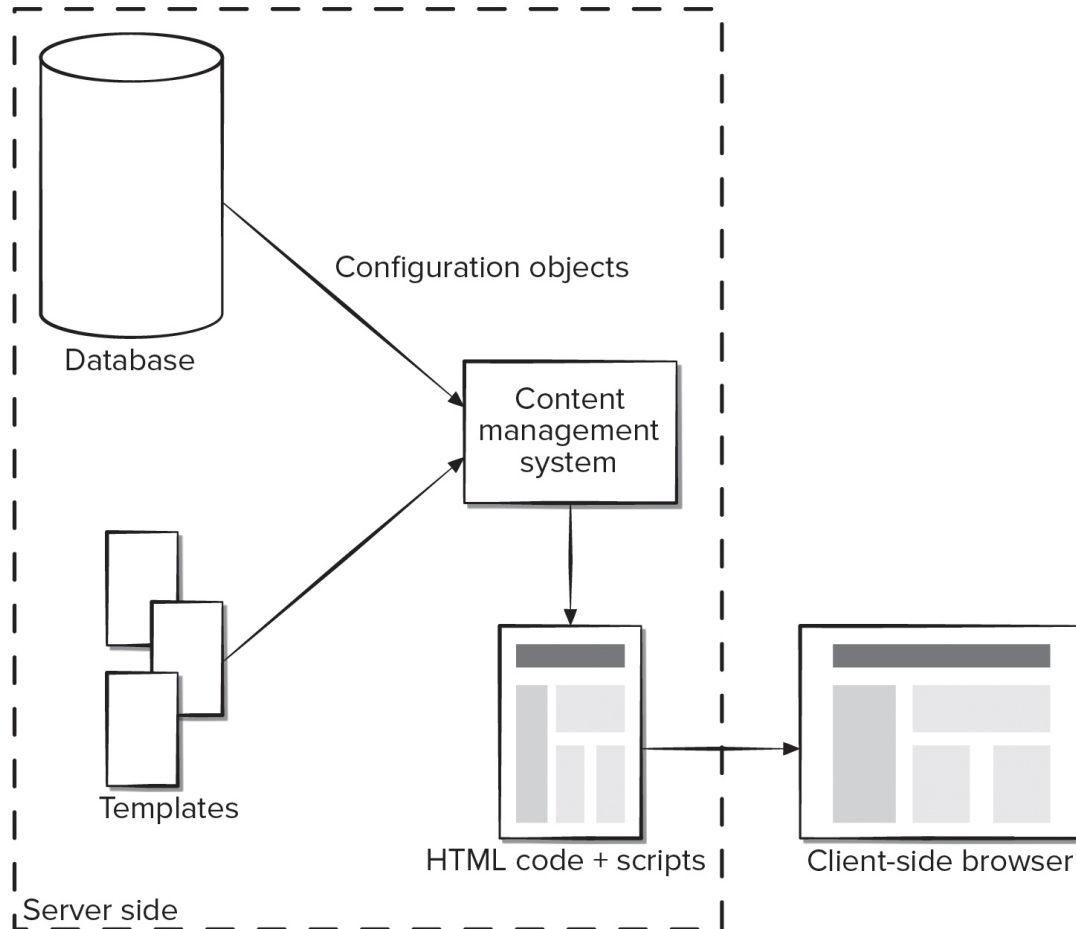 Configuration objects
Database
Content
management
system
Templates
HTML code + scripts
Client-side browser
Server side